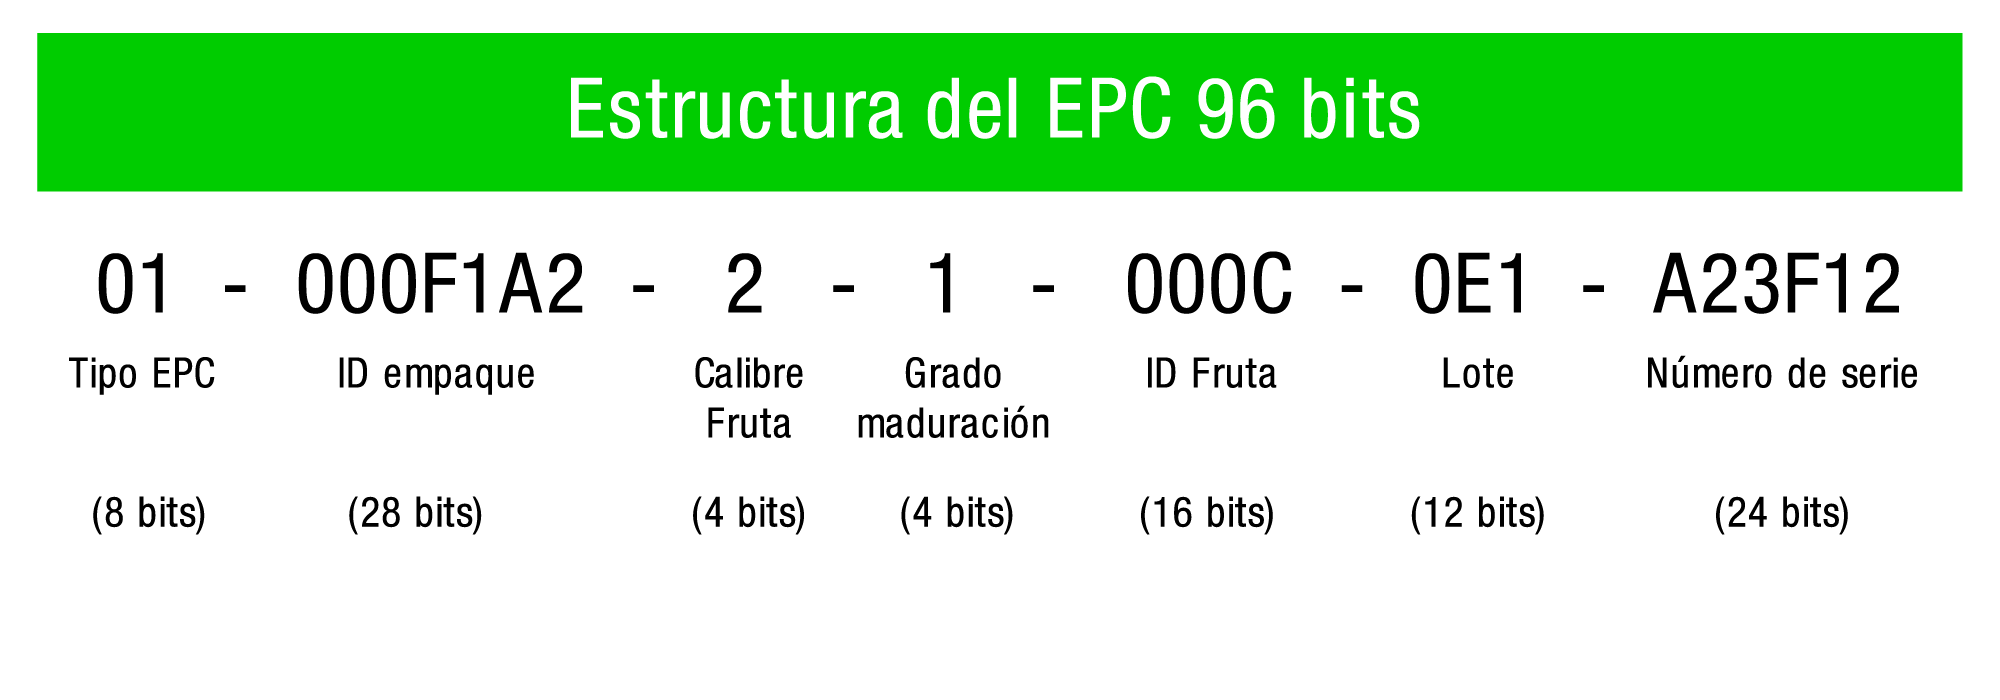 Estructura del EPC 96 bits
01 - 000F1A2 - 2 - 1 - 000C - 0E1 - A23F12
Tipo EPC ID empaque Calibre Grado ID Fruta Lote Número de serie
Fruta maduración
(8 bits) (28 bits) (4 bits) (4 bits) (16 bits) (12 bits) (24 bits)